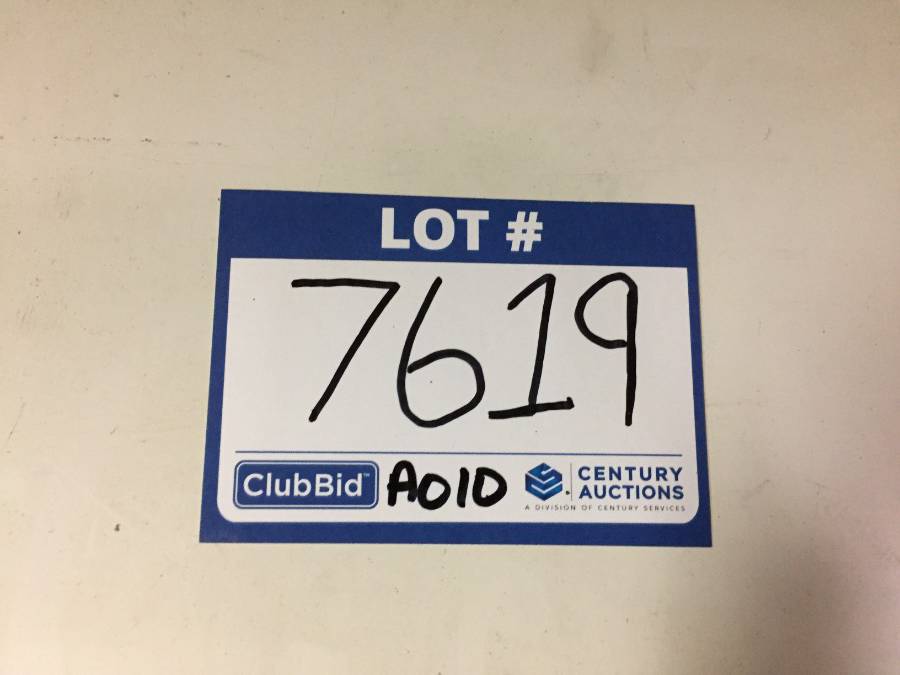 LOT #
7619
ClubBid™ A010 CENTURY
AUCTIONS
A DIVISION OF CENTURY SERVICES